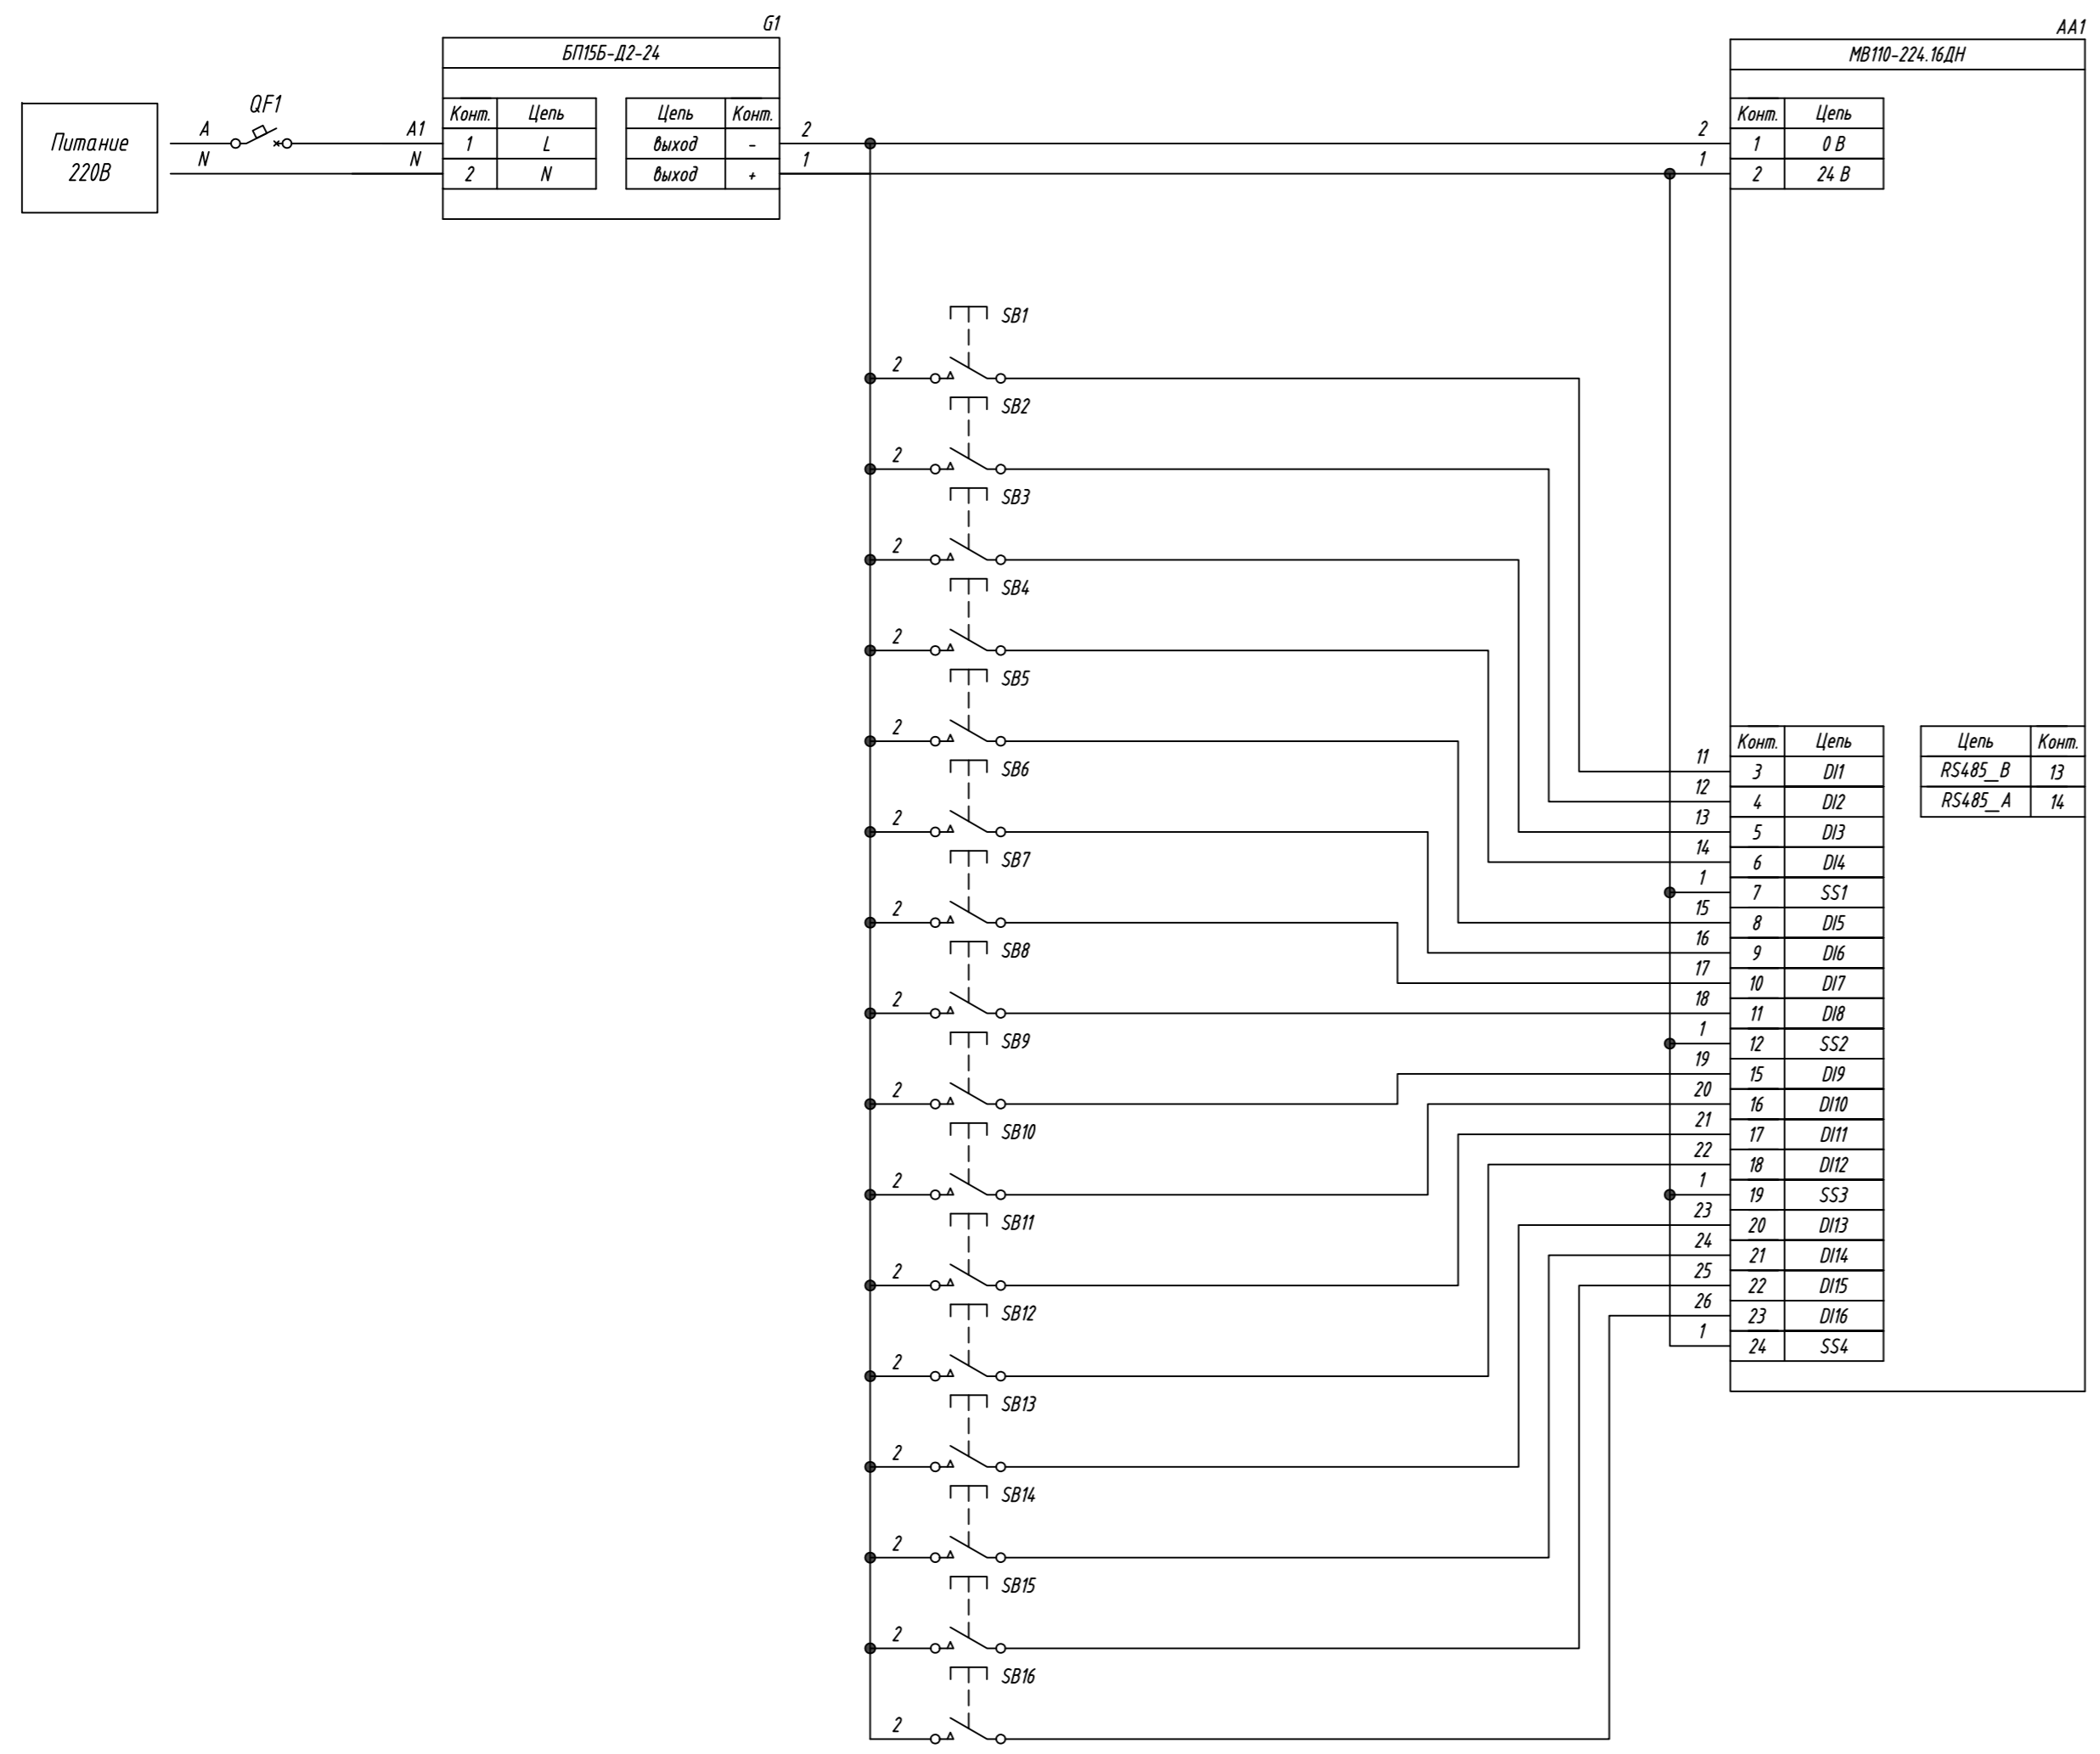 G1
AA1
БП15Б-Д2-24
МВ110-224.16ДН
Питание
220В
QF1
A
A1
N
N
Конт. Цепь
1 L
2 N
Цепь Конт.
выход -
выход +
2
1
2
1
Конт. Цепь
1 0 В
2 24 В
SB1
2
SB2
2
SB3
2
SB4
2
SB5
2
SB6
2
SB7
2
SB8
2
SB9
2
SB10
2
SB11
2
SB12
2
SB13
2
SB14
2
SB15
2
SB16
2
Конт. Цепь
11 3 DI1
12 4 DI2
13 5 DI3
14 6 DI4
1 7 SS1
15 8 DI5
16 9 DI6
17 10 DI7
18 11 DI8
1 12 SS2
19 15 DI9
20 16 DI10
21 17 DI11
22 18 DI12
1 19 SS3
23 20 DI13
24 21 DI14
25 22 DI15
26 23 DI16
1 24 SS4
Цепь Конт.
RS485_B 13
RS485_A 14